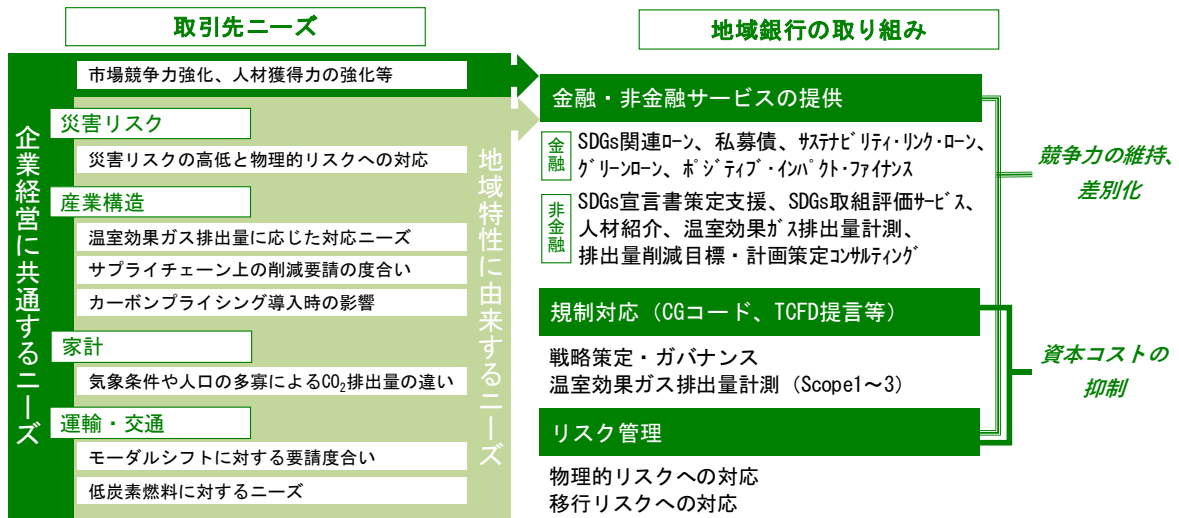 取引先ニーズ
企業経営に共通するニーズ
市場競争力強化、人材獲得力の強化等
地域特性に由来するニーズ
災害リスク
災害リスクの高低と物理的リスクへの対応
産業構造
温室効果ガス排出量に応じた対応ニーズ
サプライチェーン上の削減要請の度合い
カーボンプライシング導入時の影響
家計
気象条件や人口の多寡によるCO₂排出量の違い
運輸・交通
モーダルシフトに対する要請度合い
低炭素燃料に対するニーズ
地域銀行の取り組み
金融・非金融サービスの提供
金融
SDGs関連ローン、私募債、ｻｽﾃﾅﾋﾞﾘﾃｨ・ﾘﾝｸ・ﾛｰﾝ、
ｸﾞﾘｰﾝﾛｰﾝ、ﾎﾟｼﾞﾃｨﾌﾞ・ｲﾝﾊﾟｸﾄ・ﾌｧｲﾅﾝｽ
非金融
SDGs宣言書策定支援、SDGs取組評価ｻｰﾋﾞｽ、
人材紹介、温室効果ｶﾞｽ排出量計測、
排出量削減目標・計画策定ｺﾝｻﾙﾃｨﾝｸﾞ
規制対応（CGコード、TCFD提言等）
戦略策定・ガバナンス
温室効果ガス排出量計測（Scope1～3）
リスク管理
物理的リスクへの対応
移行リスクへの対応
競争力の維持、
差別化
資本コストの
抑制